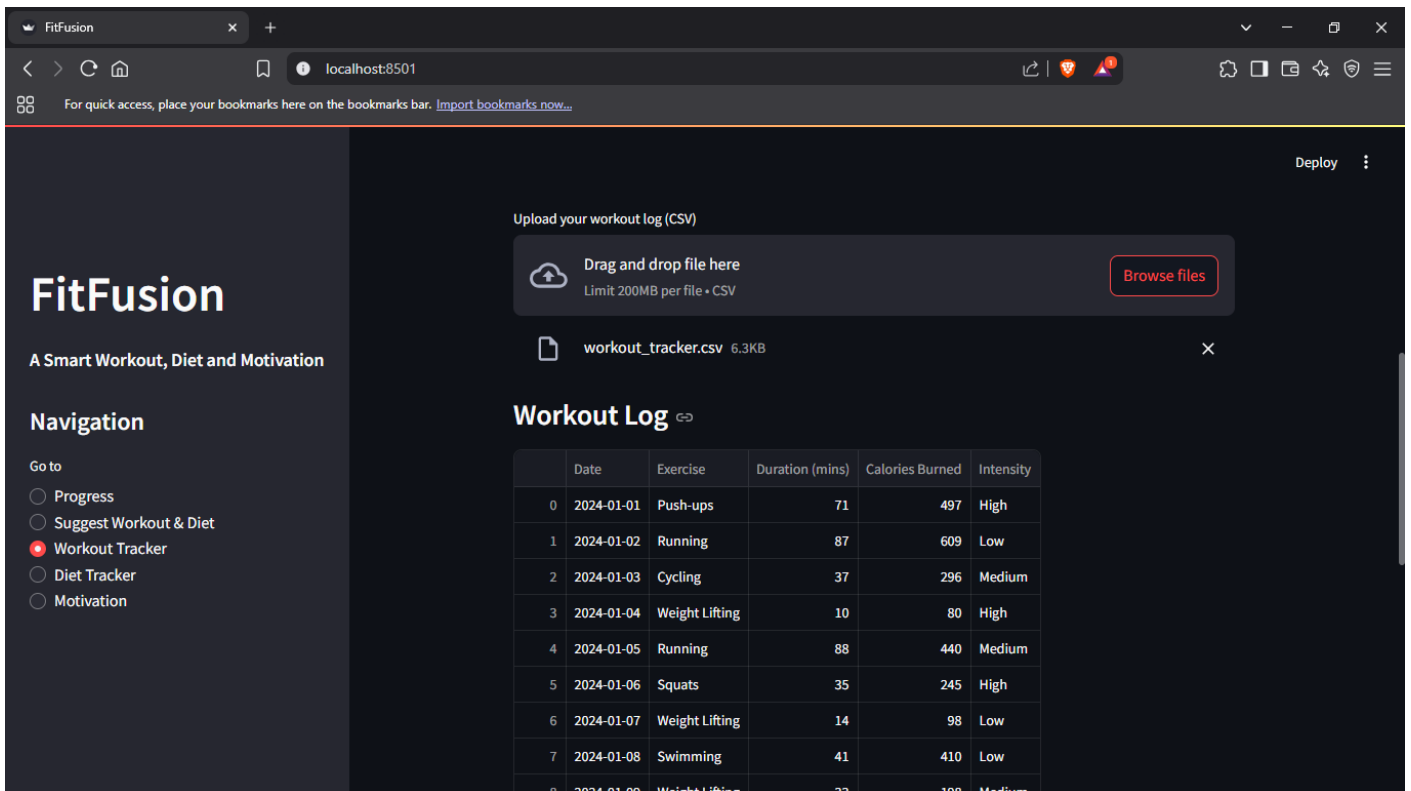 FitFusion
localhost:8501
1
For quick access, place your bookmarks here on the bookmarks bar. Import bookmarks now...
Deploy
FitFusion
A Smart Workout, Diet and Motivation
Navigation
Go to
Progress
Suggest Workout & Diet
Workout Tracker
Diet Tracker
Motivation
Upload your workout log (CSV)
Drag and drop file here
Limit 200MB per file • CSV
Browse files
workout_tracker.csv 6.3KB
Workout Log
Date Exercise Duration (mins) Calories Burned Intensity
0 2024-01-01 Push-ups 71 497 High
1 2024-01-02 Running 87 609 Low
2 2024-01-03 Cycling 37 296 Medium
3 2024-01-04 Weight Lifting 10 80 High
4 2024-01-05 Running 88 440 Medium
5 2024-01-06 Squats 35 245 High
6 2024-01-07 Weight Lifting 14 98 Low
7 2024-01-08 Swimming 41 410 Low